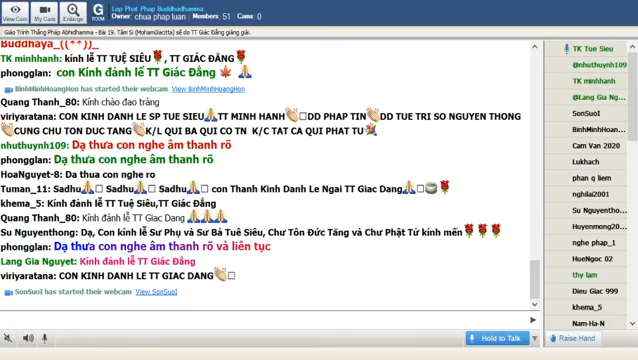 View Cam
My Cams
Enlarge
G
ROOM
Lop Phat Phap Buddhadhamma
Owner: chua phap luan Members: 51 Cams: 0
Giáo Trình Thắng Pháp Abhidhamma - Bài 19. Tâm Si (MohamGacitta) sẽ do TT Giác Đẳng giảng giải.
Buddhaya_((**))_
TK minhhanh: kính lễ TT TUỆ SIÊU, TT GIÁC ĐẲNG
phongglan: con Kính đảnh lễ TT Giác Đẳng
BinhMinhHoangHon has started their webcam View BinhMinhHoangHon
Quang Thanh_80: Kính chào đạo tràng
viriyaratana: CON KINH DANH LE SP TUE SIEU TT MINH HANH DD PHAP TIN DD TUE TRI SO NGUYEN THONG
CUNG CHU TON DUC TANG K/L QUI BA QUI CO TN K/C TAT CA QUI PHAT TU
nhuthuynh109: Dạ thưa con nghe âm thanh rõ
phongglan: Dạ thưa con nghe âm thanh rõ
HoaNguyet-8: Da thua con nghe ro
Tuman_11: Sadhu Sadhu Sadhu con Thanh Kinh Danh Le Ngai TT Giac Dang
khema_5: Kính đảnh lễ TT Tuệ Siêu,TT Giác Đẳng
Quang Thanh_80: Kính đảnh lễ TT Giac Dang
Su Nguyenthong: Dạ, Con kính lễ Sư Phụ và Sư Bá Tuệ Siêu, Chư Tôn Đức Tăng và Chư Phật Tử kính mến
phongglan: Dạ thưa con nghe âm thanh rõ và liên tục
Lang Gia Nguyet: Kính đảnh lễ TT Giác Đẳng
viriyaratana: CON KINH DANH LE TT GIAC DANG
SonSuoI has started their webcam View SonSuoI
Hold to Talk
TK Tue Sieu
@nhuthuynh109
TK minhhanh
@Lang Gia Ng
SonSuoI
BinhMinhHoan
Cam Van 2020
Lukhach
phan q liem
nghilai2001
Su Nguyentho
Huyenmong20
nghe phap_1
HueNgoc 02
thy lam
Dieu Giac 999
khema_5
Nam-Ha-N
Raise Hand